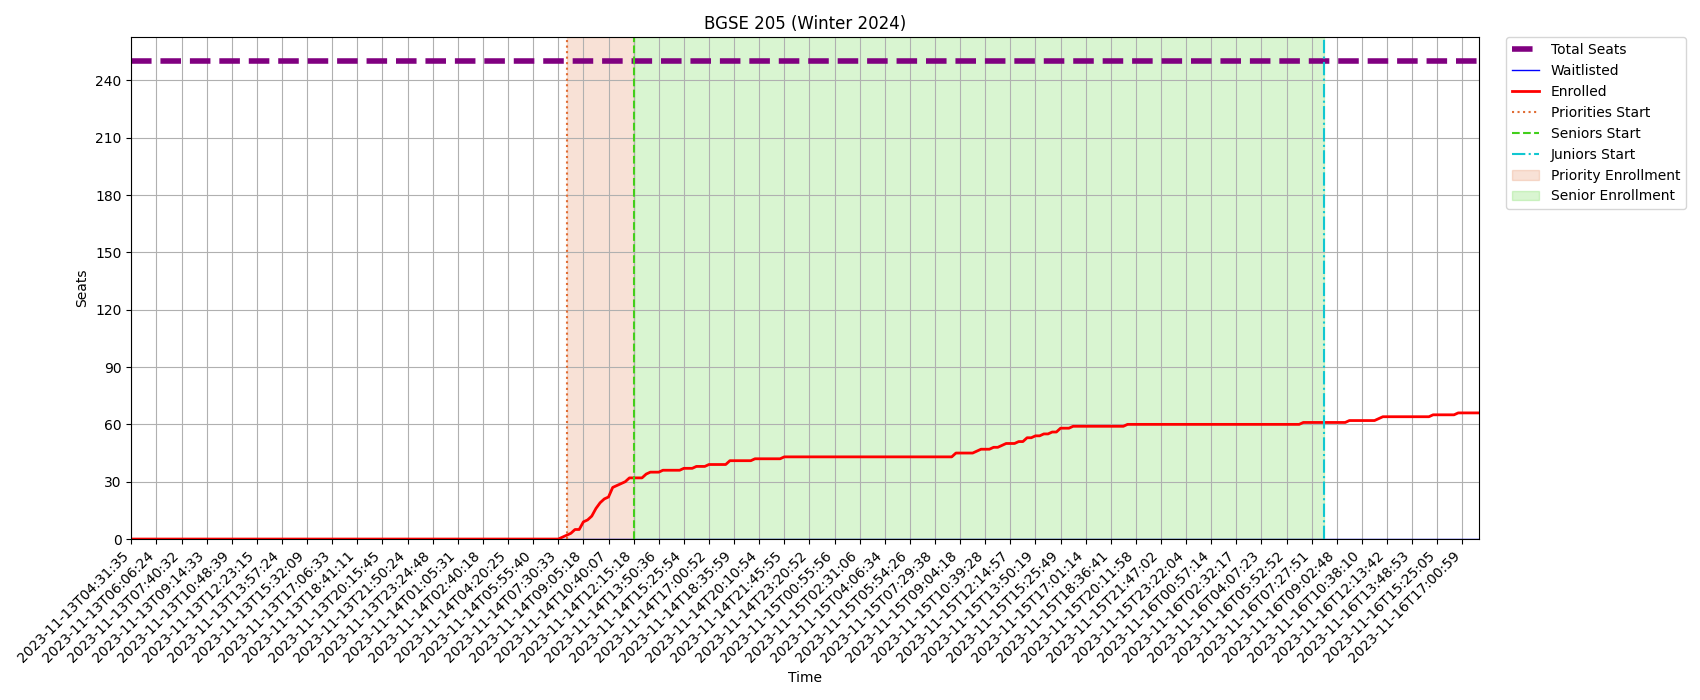 BGSE 205 (Winter 2024)
Total Seats
Waitlisted
Enrolled
Priorities Start
Seniors Start
Juniors Start
Priority Enrollment
Senior Enrollment
Seats
240
210
180
150
120
90
60
30
0
2023-11-13T04:31:35
2023-11-13T06:06:24
2023-11-13T07:40:32
2023-11-13T09:14:33
2023-11-13T10:48:39
2023-11-13T12:23:15
2023-11-13T13:57:24
2023-11-13T15:32:09
2023-11-13T17:06:33
2023-11-13T18:41:11
2023-11-13T20:15:45
2023-11-13T21:50:24
2023-11-13T23:24:48
2023-11-14T01:05:31
2023-11-14T02:40:18
2023-11-14T04:20:25
2023-11-14T05:55:40
2023-11-14T07:30:33
2023-11-14T09:05:18
2023-11-14T10:40:07
2023-11-14T12:15:18
2023-11-14T13:50:36
2023-11-14T15:25:54
2023-11-14T17:00:52
2023-11-14T18:35:59
2023-11-14T20:10:54
2023-11-14T21:45:55
2023-11-14T23:20:52
2023-11-15T00:55:56
2023-11-15T02:31:06
2023-11-15T04:06:34
2023-11-15T05:54:26
2023-11-15T07:29:38
2023-11-15T09:04:18
2023-11-15T10:39:28
2023-11-15T12:14:57
2023-11-15T13:50:19
2023-11-15T15:25:49
2023-11-15T17:01:14
2023-11-15T18:36:41
2023-11-15T20:11:58
2023-11-15T21:47:02
2023-11-15T23:22:04
2023-11-16T00:57:14
2023-11-16T02:32:17
2023-11-16T04:07:23
2023-11-16T05:52:52
2023-11-16T07:27:51
2023-11-16T09:02:48
2023-11-16T10:38:10
2023-11-16T12:13:42
2023-11-16T13:48:53
2023-11-16T15:25:05
2023-11-16T17:00:59
Time